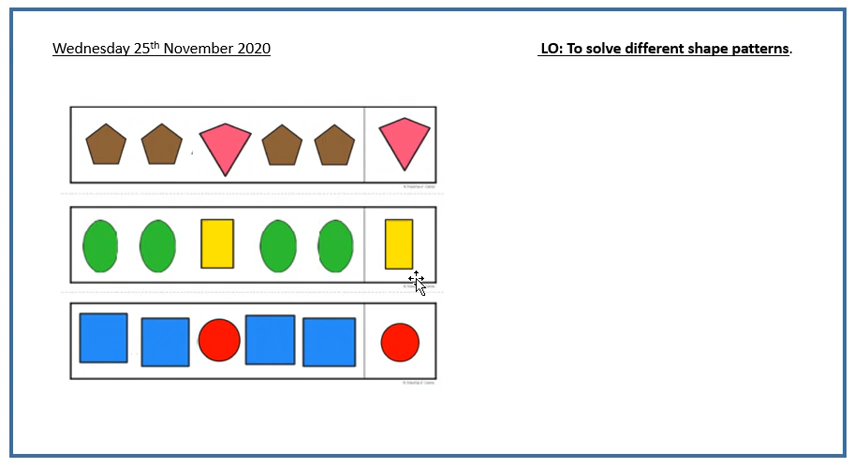 Wednesday 25th November 2020
LO: To solve different shape patterns.